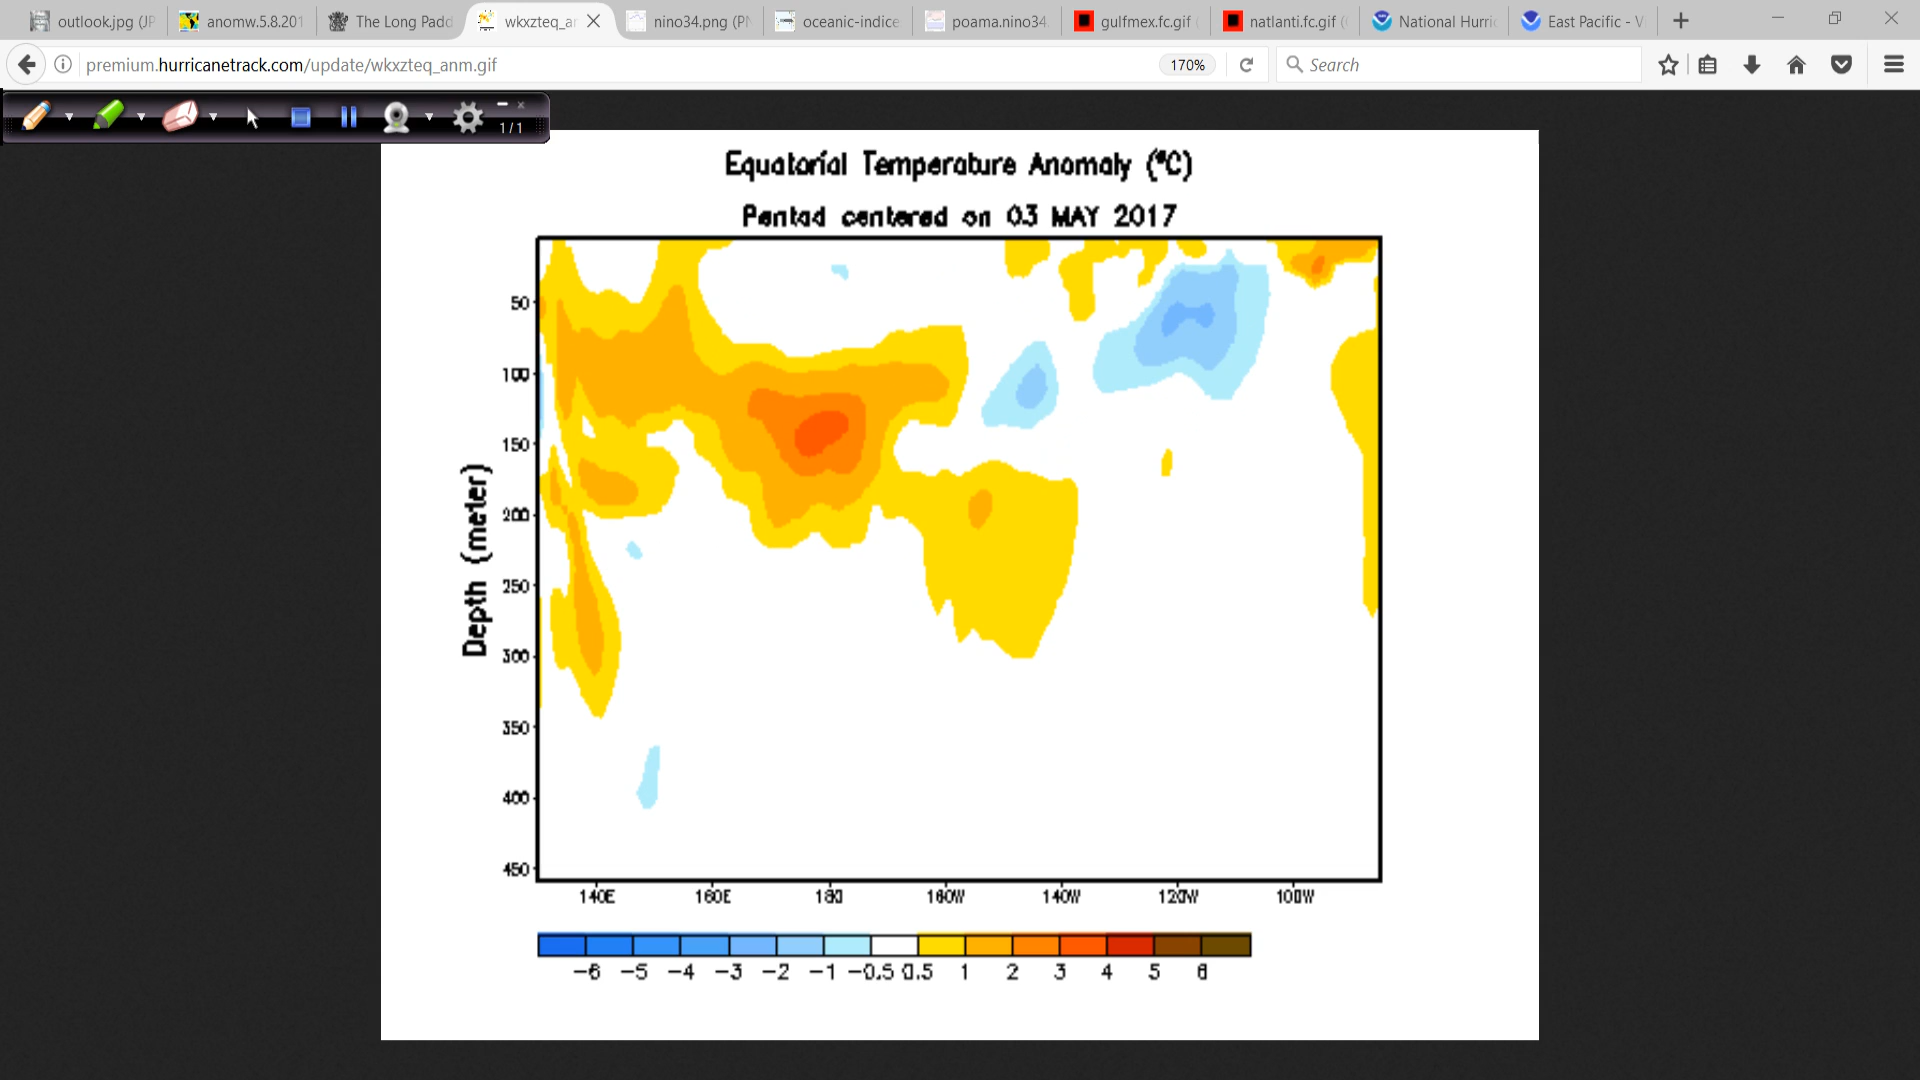 outlook.jpg (JP
anomw.5.8.201
The Long Padd
wkxzteq_ar
nino34.png (PN
oceanic-indice
poama.nino34.
gulfmex.fc.gif (
natlanti.fc.gif (
National Hurric
East Pacific - V
premium.hurricanetrack.com/update/wkxzteq_anm.gif
170%
Search
1/1
Equatorial Temperature Anomaly (°C)
Pentad centered on 03 MAY 2017
Depth (meter)
50
100
150
200
250
300
350
400
450
140E 160E 180 160W 140W 120W 100W
-6 -5 -4 -3 -2 -1 -0.5 0.5 1 2 3 4 5 6